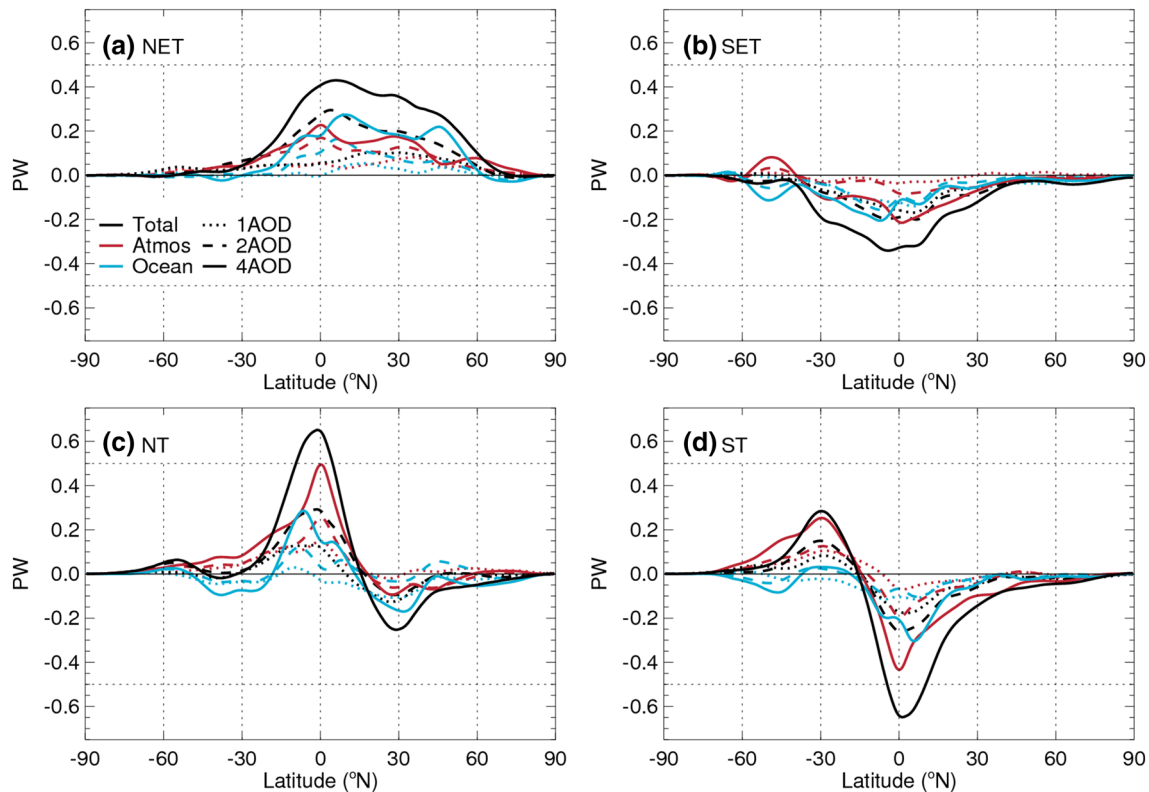 (a) NET
(b) SET
0.6
0.4
0.2
0.0
-0.2
-0.4
-0.6
PW
Total 1AOD
Atmos 2AOD
Ocean 4AOD
-90 -60 -30 0 30 60 90
Latitude (°N)
0.6
0.4
0.2
0.0
-0.2
-0.4
-0.6
PW
-90 -60 -30 0 30 60 90
Latitude (°N)
(c) NT
(d) ST
0.6
0.4
0.2
0.0
-0.2
-0.4
-0.6
PW
-90 -60 -30 0 30 60 90
Latitude (°N)
0.6
0.4
0.2
0.0
-0.2
-0.4
-0.6
PW
-90 -60 -30 0 30 60 90
Latitude (°N)